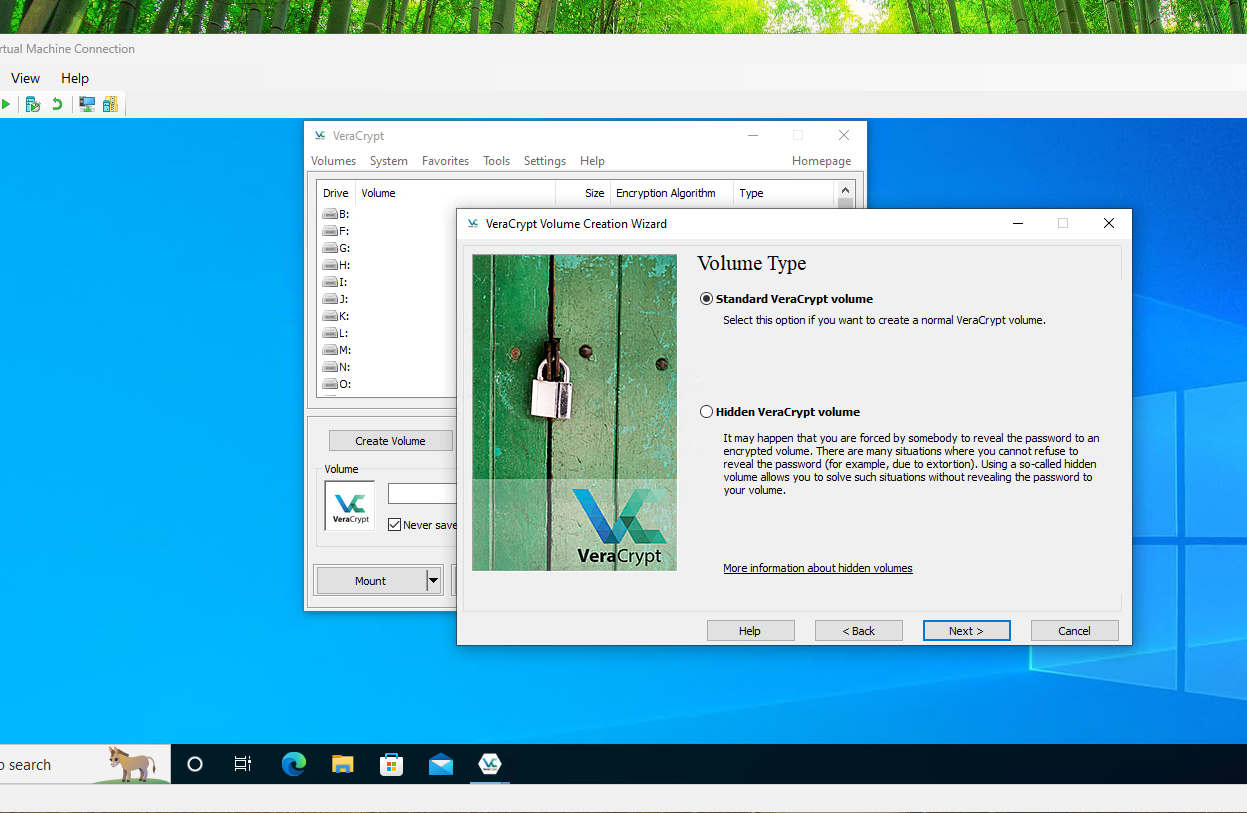 Virtual Machine Connection
View Help
VeraCrypt
Volumes System Favorites Tools Settings Help Homepage
Drive Volume Size Encryption Algorithm Type
B:
F:
G:
H:
I:
J:
K:
L:
M:
N:
O:
Create Volume
Volume
VeraCrypt
Never save
Mount
VeraCrypt Volume Creation Wizard
VeraCrypt
Volume Type
Standard VeraCrypt volume
Select this option if you want to create a normal VeraCrypt volume.
Hidden VeraCrypt volume
It may happen that you are forced by somebody to reveal the password to an
encrypted volume. There are many situations where you cannot refuse to
reveal the password (for example, due to extortion). Using a so-called hidden
volume allows you to solve such situations without revealing the password to
your volume.
More information about hidden volumes
Help < Back Next > Cancel
o search